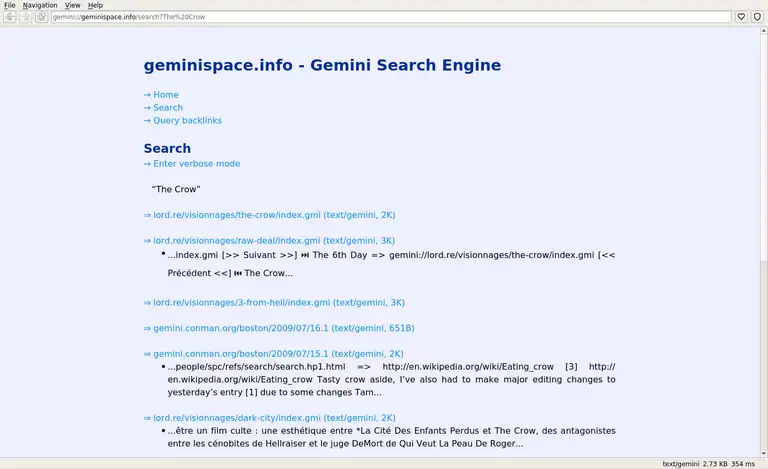 File Navigation View Help
gemini://geminispace.info/search?The%20Crow
geminispace.info - Gemini Search Engine
→ Home
→ Search
→ Query backlinks
Search
→ Enter verbose mode
“The Crow”
⇒ lord.re/visionnages/the-crow/index.gmi (text/gemini, 2K)
⇒ lord.re/visionnages/raw-deal/index.gmi (text/gemini, 3K)
• ...index.gmi [>> Suivant >>] ⏭ The 6th Day => gemini://lord.re/visionnages/the-crow/index.gmi [<<
Précédent <<] ⏮ The Crow...
⇒ lord.re/visionnages/3-from-hell/index.gmi (text/gemini, 3K)
⇒ gemini.conman.org/boston/2009/07/16.1 (text/gemini, 651B)
⇒ gemini.conman.org/boston/2009/07/15.1 (text/gemini, 2K)
• ...people/spc/refs/search/search.hp1.html => http://en.wikipedia.org/wiki/Eating_crow [3] http://
en.wikipedia.org/wiki/Eating_crow Tasty crow aside, I’ve also had to make major editing changes to
yesterday’s entry [1] due to some changes Tam...
⇒ lord.re/visionnages/dark-city/index.gmi (text/gemini, 2K)
• ...être un film culte : une esthétique entre *La Cité Des Enfants Perdus et The Crow, des antagonistes
entre les cénobites de Hellraiser et le juge DeMort de Qui Veut La Peau De Roger...
text/gemini 2.73 KB 354 ms